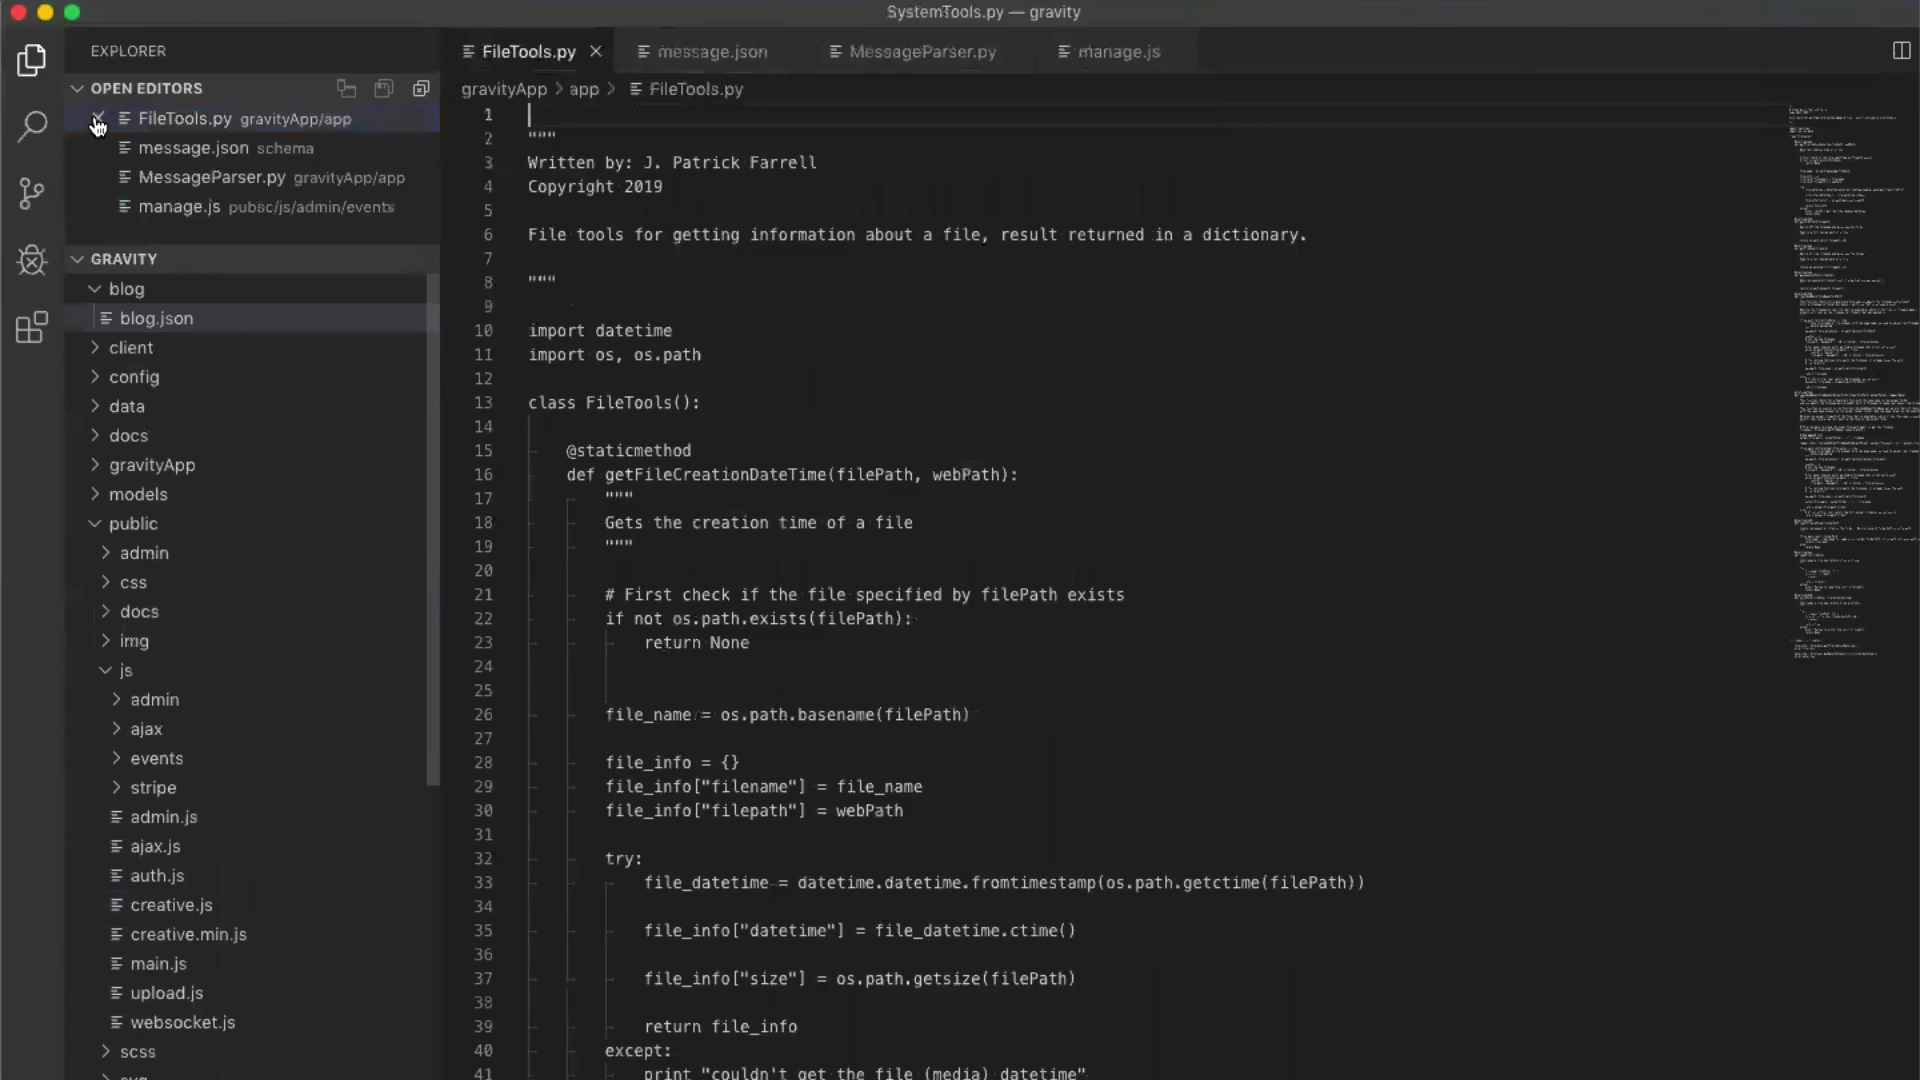 SystemTools.py — gravity
EXPLORER
OPEN EDITORS
FileTools.py gravityApp/app
message.json schema
MessageParser.py gravityApp/app
manage.js pubsc/js/admin/events
GRAVITY
blog
blog.json
client
config
data
docs
gravityApp
models
public
admin
css
docs
img
js
admin
ajax
events
stripe
admin.js
ajax.js
auth.js
creative.js
creative.min.js
main.js
upload.js
websocket.js
scss
FileTools.py
message.json
MessageParser.py
manage.js
gravityApp > app > FileTools.py
1
2 """
3 Written by: J. Patrick Farrell
4 Copyright 2019
5
6 File tools for getting information about a file, result returned in a dictionary.
7
8 """
9
10 import datetime
11 import os, os.path
12
13 class FileTools():
14
15 @staticmethod
16 def getFileCreationDateTime(filePath, webPath):
17 """
18 Gets the creation time of a file
19 """
20
21 # First check if the file specified by filePath exists
22 if not os.path.exists(filePath):
23 return None
24
25
26 file_name = os.path.basename(filePath)
27
28 file_info = {}
29 file_info["filename"] = file_name
30 file_info["filepath"] = webPath
31
32 try:
33 file_datetime = datetime.datetime.fromtimestamp(os.path.getctime(filePath))
34
35 file_info["datetime"] = file_datetime.ctime()
36
37 file_info["size"] = os.path.getsize(filePath)
38
39 return file_info
40 except:
41 print "couldn't get the file (media) datetime"